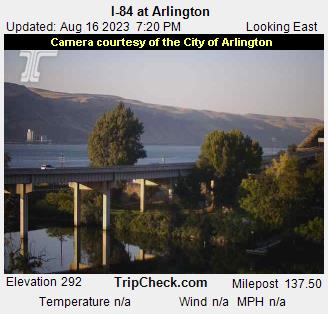 I-84 at Arlington
Updated: Aug 16 2023 7:20 PM Looking East
Camera courtesy of the City of Arlington
Elevation 292 TripCheck.com Milepost 137.50
Temperature n/a Wind n/a MPH n/a